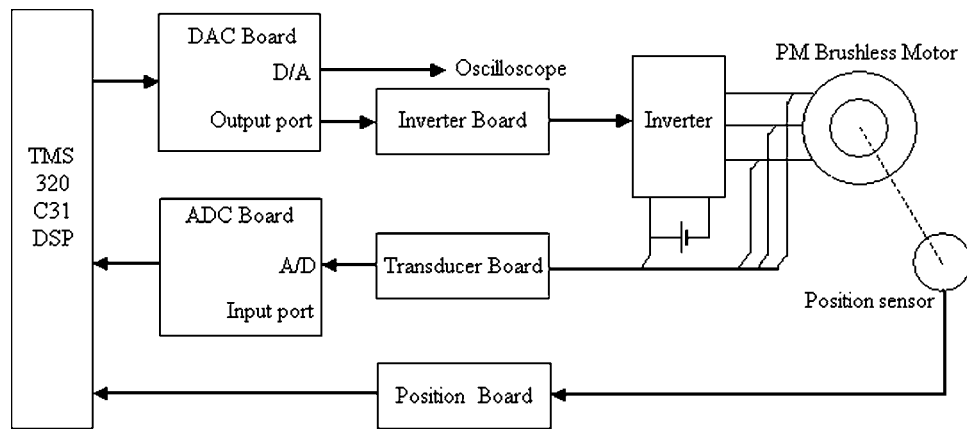 TMS
320
C31
DSP
DAC Board
D/A
Output port
Oscilloscope
Inverter Board
Inverter
PM Brushless Motor
ADC Board
A/D
Input port
Transducer Board
Position sensor
Position Board